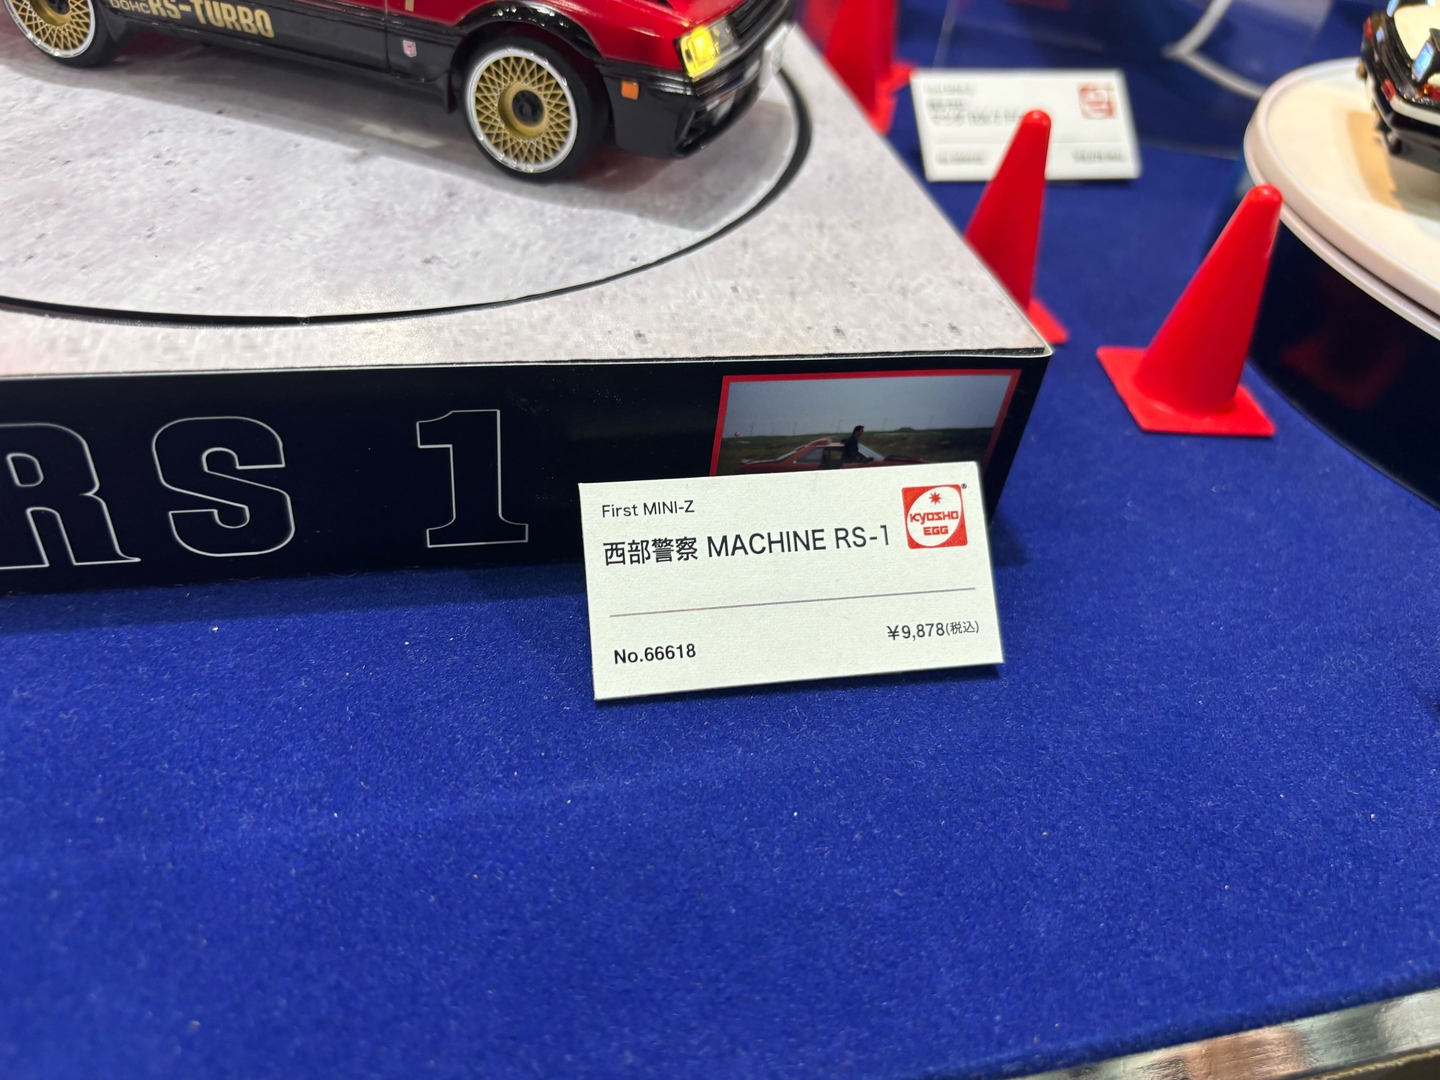 DOHC RS-TURBO
RS 1
First MINI-Z
西部警察 MACHINE RS-1
KYOSHO
EGG
®
No.66618
¥9,878(税込)